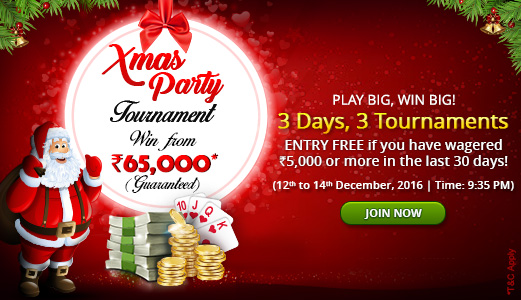 Xmas
Party
Tournament
Win from
₹65,000*
(Guaranteed)
10 J Q K
PLAY BIG, WIN BIG!
3 Days, 3 Tournaments
ENTRY FREE if you have wagered
₹5,000 or more in the last 30 days!
(12th to 14th December, 2016 | Time: 9:35 PM)
JOIN NOW
*T&C Apply